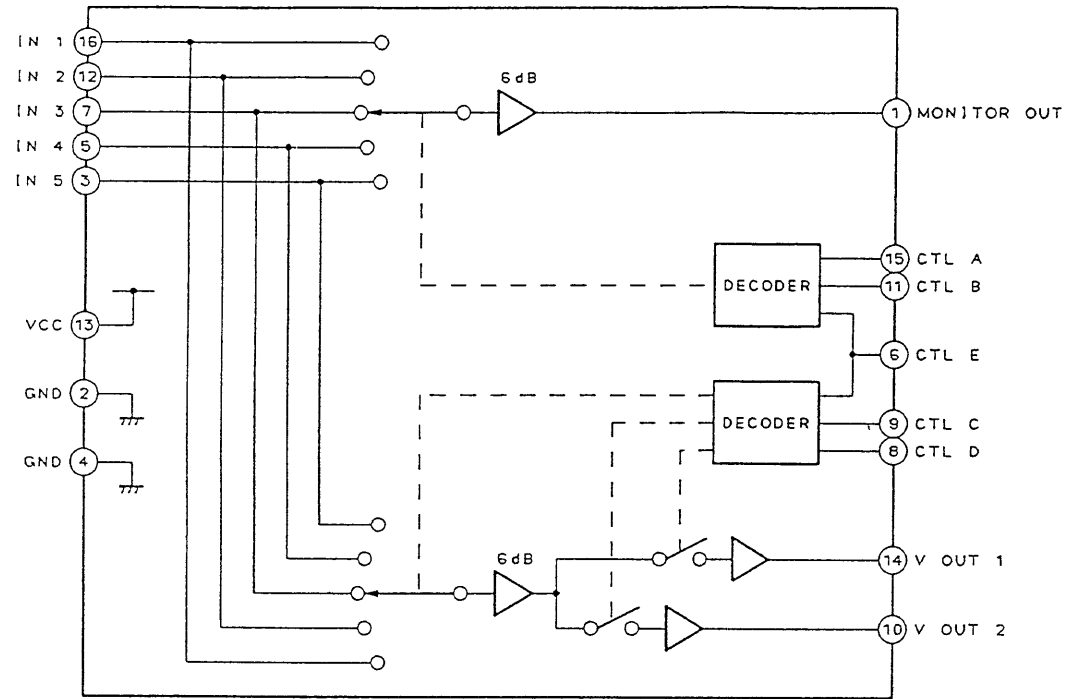 IN 1 16
IN 2 12
IN 3 7
IN 4 5
IN 5 3
6dB
1 MONITOR OUT
DECODER
15 CTL A
11 CTL B
VCC 13
6 CTL E
GND 2
DECODER
9 CTL C
8 CTL D
GND 4
6dB
14 V OUT 1
10 V OUT 2